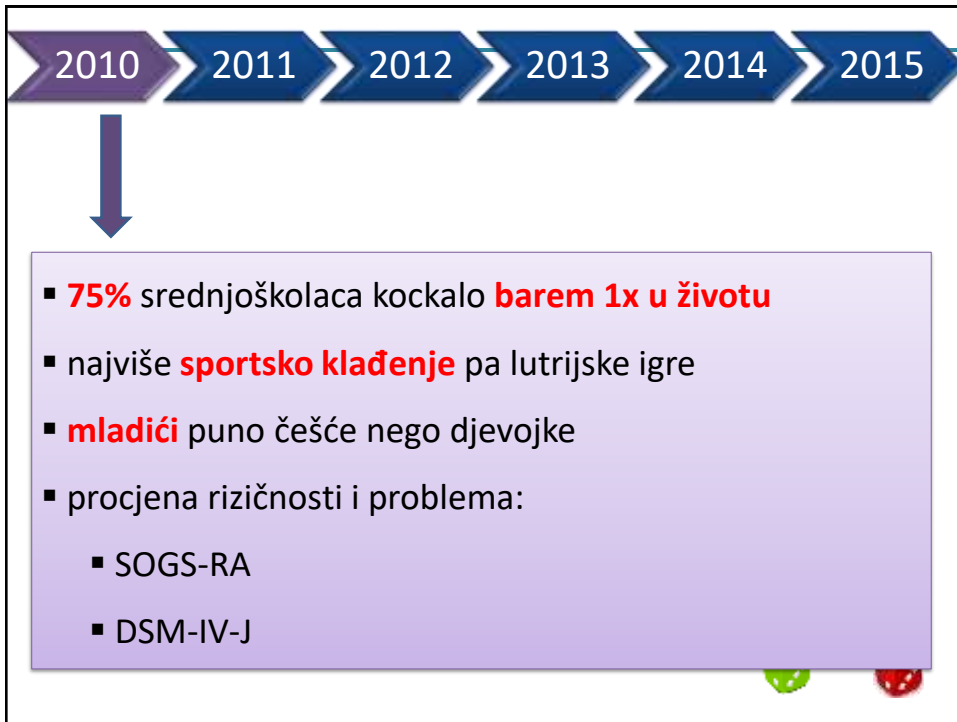 2010 2011 2012 2013 2014 2015
▪ 75% srednjoškolaca kockalo barem 1x u životu
▪ najviše sportsko klađenje pa lutrijske igre
▪ mladići puno češće nego djevojke
▪ procjena rizičnosti i problema:
▪ SOGS-RA
▪ DSM-IV-J